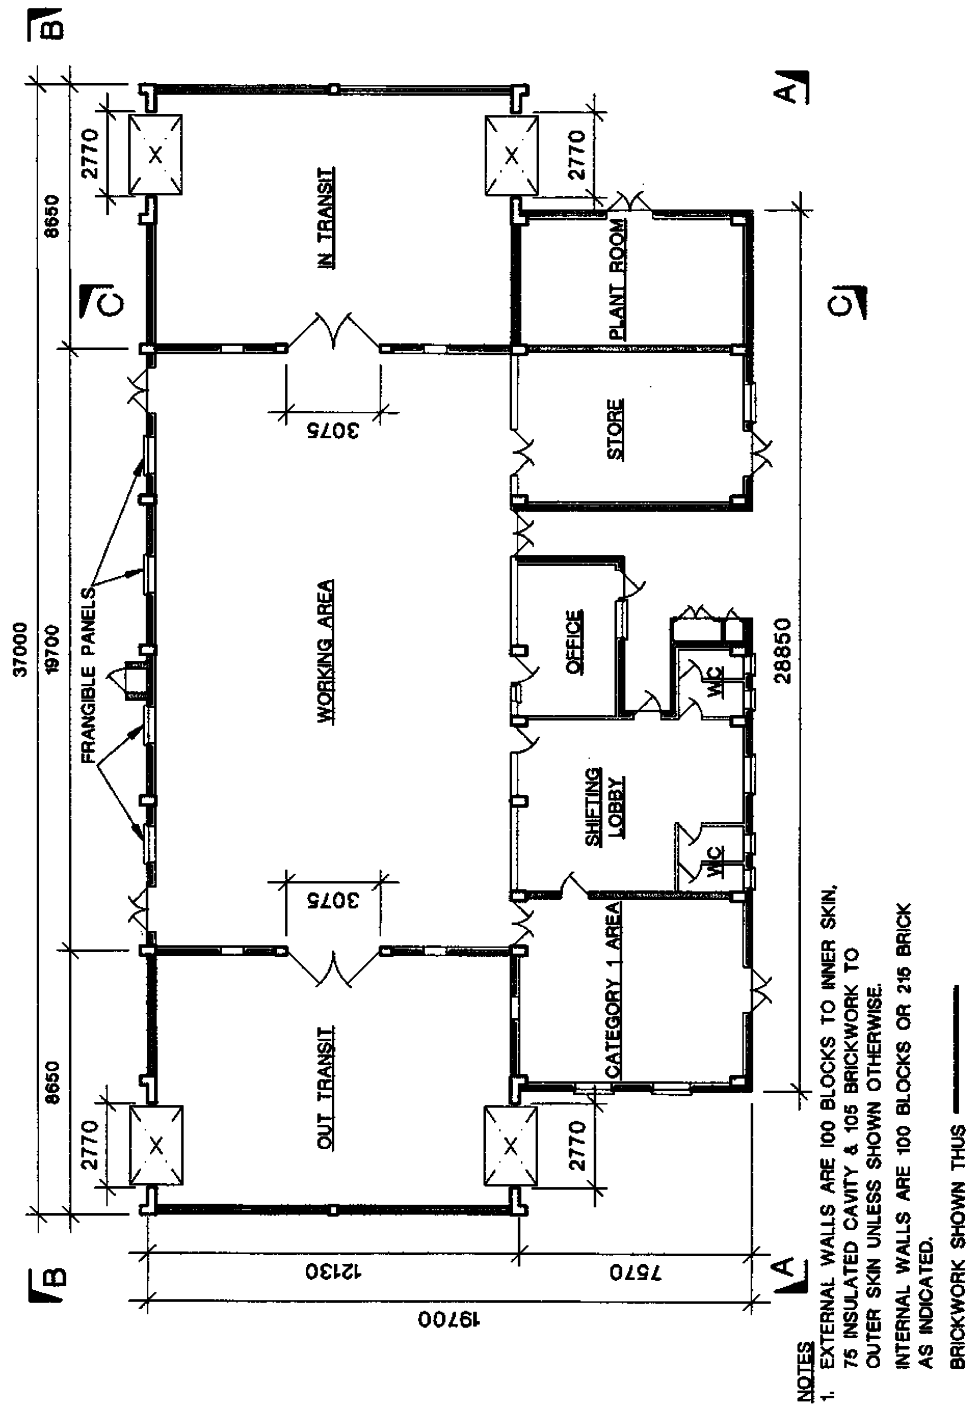 37000
B
B
8650
19700
8650
2770
FRANGIBLE PANELS
2770
C
X
X
12130
OUT TRANSIT
3075
WORKING AREA
3075
IN TRANSIT
19700
X
X
2770
2770
7570
CATEGORY 1 AREA
SHIFTING
LOBBY
OFFICE
STORE
PLANT ROOM
WC
WC
A
28850
A
C
NOTES
1. EXTERNAL WALLS ARE 100 BLOCKS TO INNER SKIN,
75 INSULATED CAVITY & 105 BRICKWORK TO
OUTER SKIN UNLESS SHOWN OTHERWISE.
INTERNAL WALLS ARE 100 BLOCKS OR 215 BRICK
AS INDICATED.
BRICKWORK SHOWN THUS